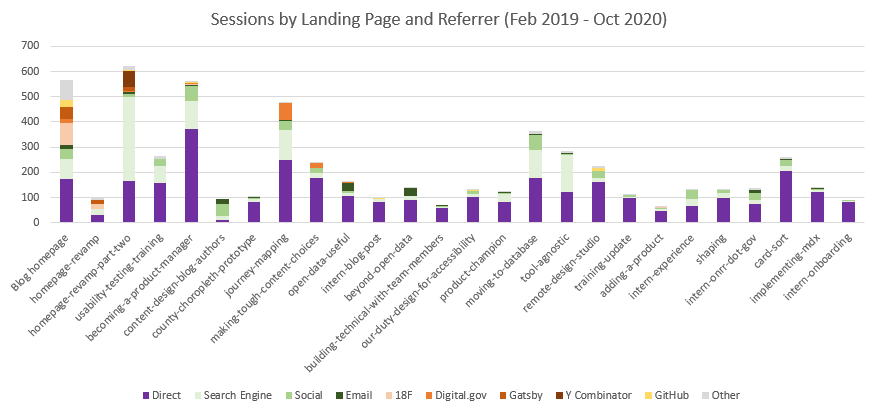 Sessions by Landing Page and Referrer (Feb 2019 - Oct 2020)
700
600
500
400
300
200
100
0
Blog homepage
homepage-revamp
homepage-revamp-part-two
usability-testing-training
becoming-a-product-manager
content-design-blog-authors
county-choropleth-prototype
journey-mapping
making-tough-content-choices
open-data-useful
intern-blog-post
beyond-open-data
building-technical-with-team-members
our-duty-design-for-accessibility
product-champion
moving-to-database
tool-agnostic
remote-design-studio
training-update
adding-a-product
intern-experience
shaping
intern-onrr-dot-gov
card-sort
implementing-mdx
intern-onboarding
Direct Search Engine Social Email 18F Digital.gov Gatsby Y Combinator GitHub Other